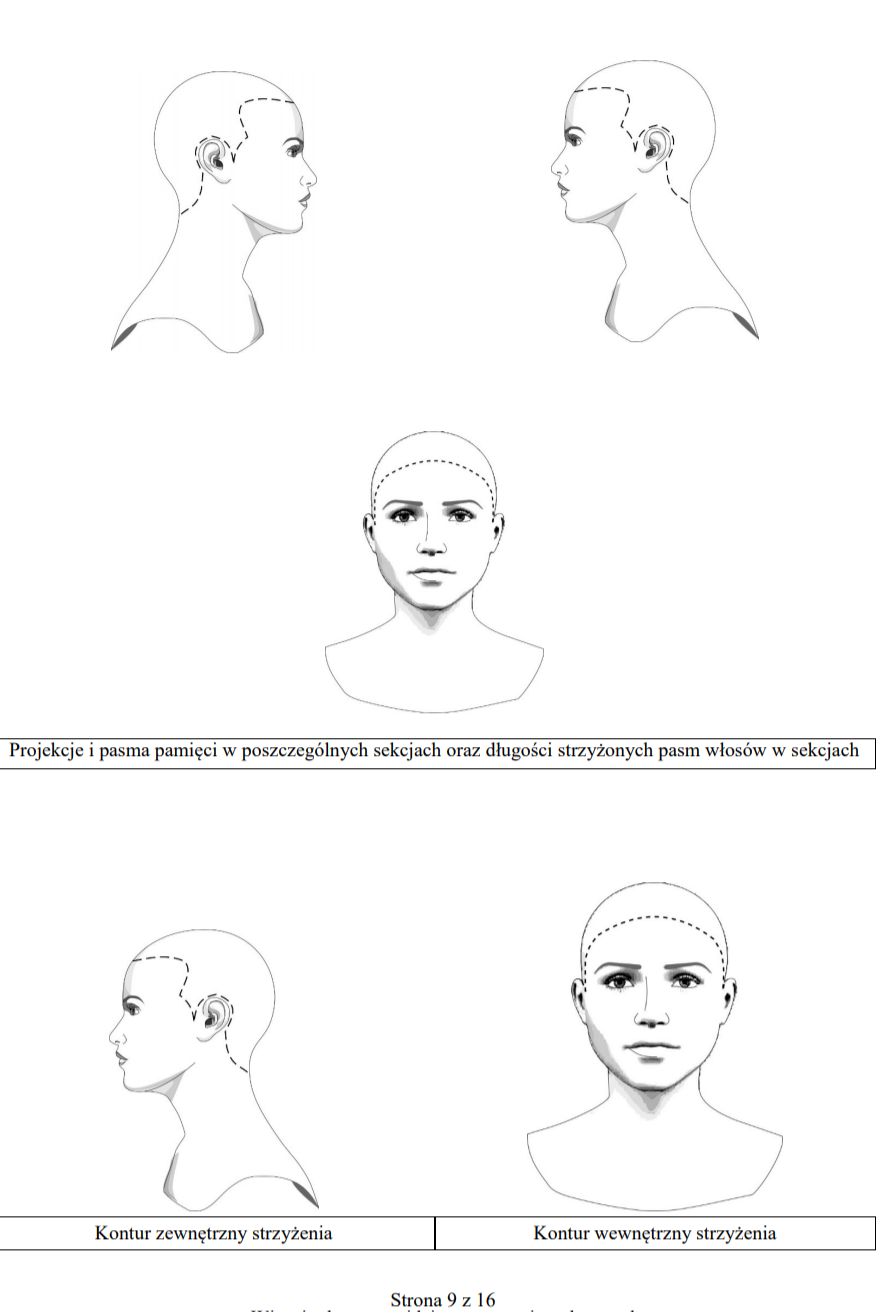 Projekcje i pasma pamięci w poszczególnych sekcjach oraz długości strzyżonych pasm włosów w sekcjach
Kontur zewnętrzny strzyżenia
Kontur wewnętrzny strzyżenia
Strona 9 z 16